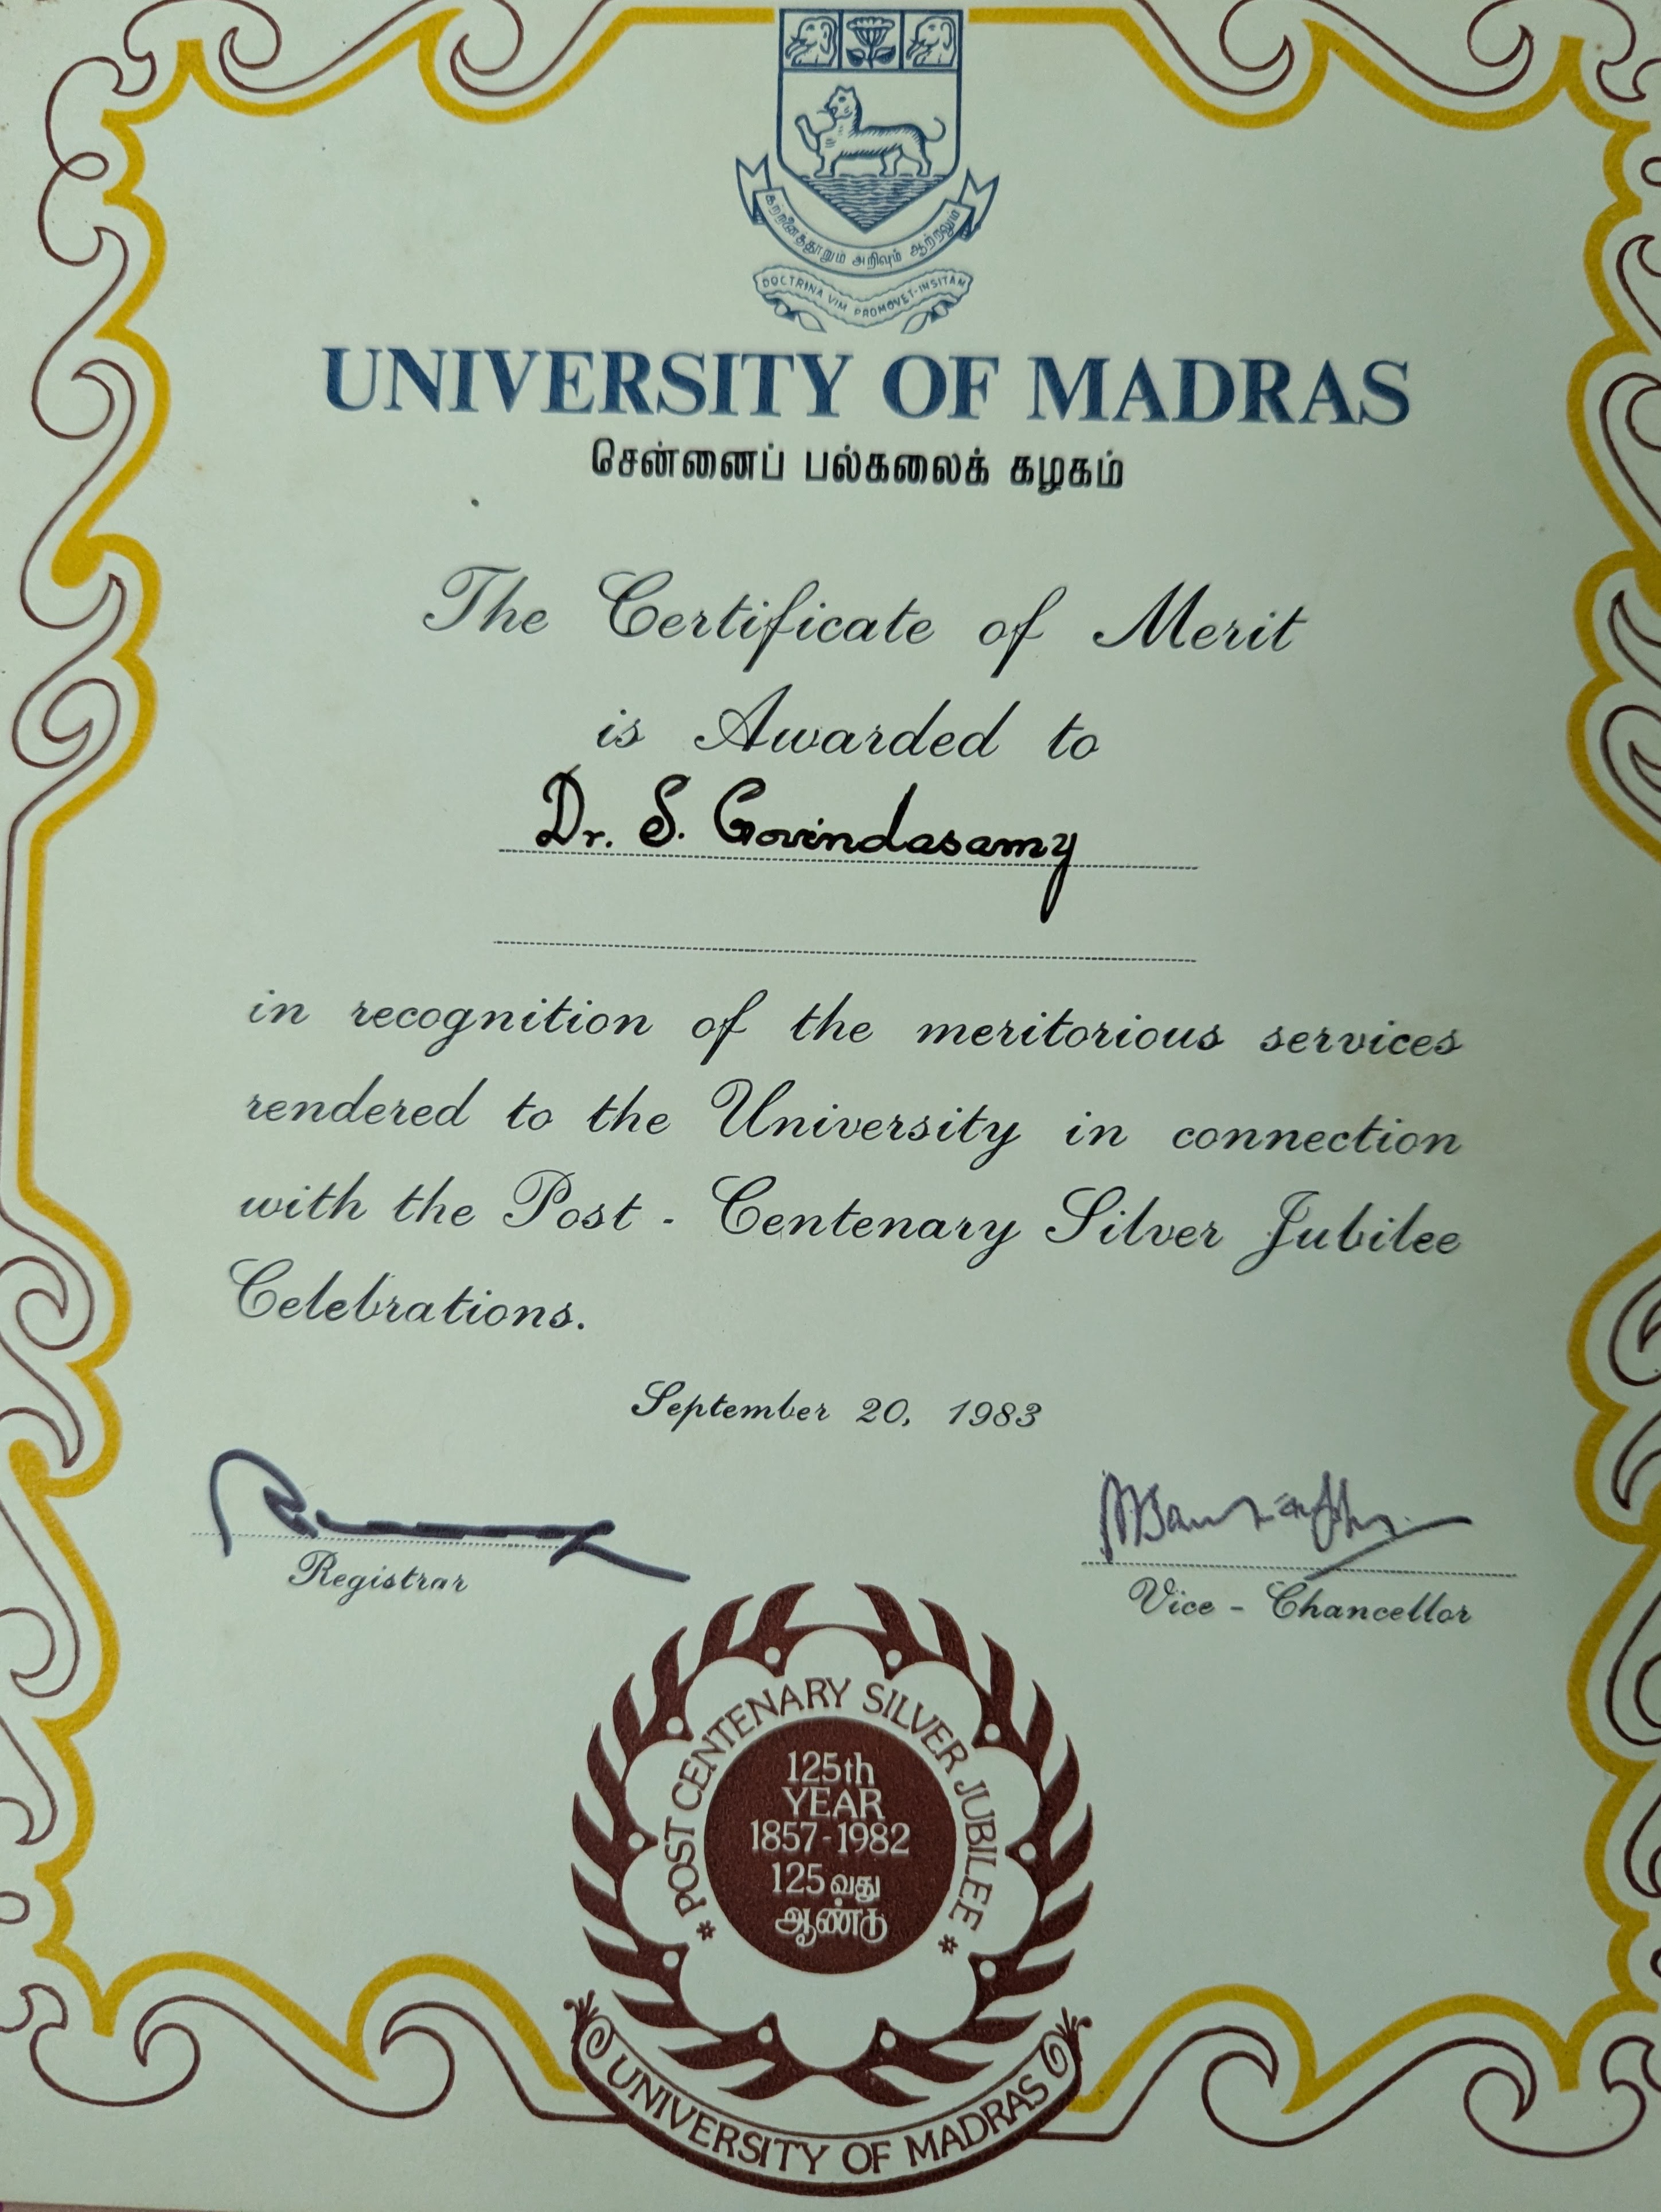 கற்றனைத்தூறும் அறிவும் ஆற்றலும்
DOCTRINA VIM PROMOVET-INSITAM
UNIVERSITY OF MADRAS
சென்னைப் பல்கலைக் கழகம்
The Certificate of Merit
is Awarded to
Dr. S. Govindasamy
in recognition of the meritorious services
rendered to the University in connection
with the Post - Centenary Silver Jubilee
Celebrations.
September 20, 1983
Registrar
Vice - Chancellor
* POST CENTENARY SILVER JUBILEE *
125th
YEAR
1857-1982
125 வது
ஆண்டு
UNIVERSITY OF MADRAS